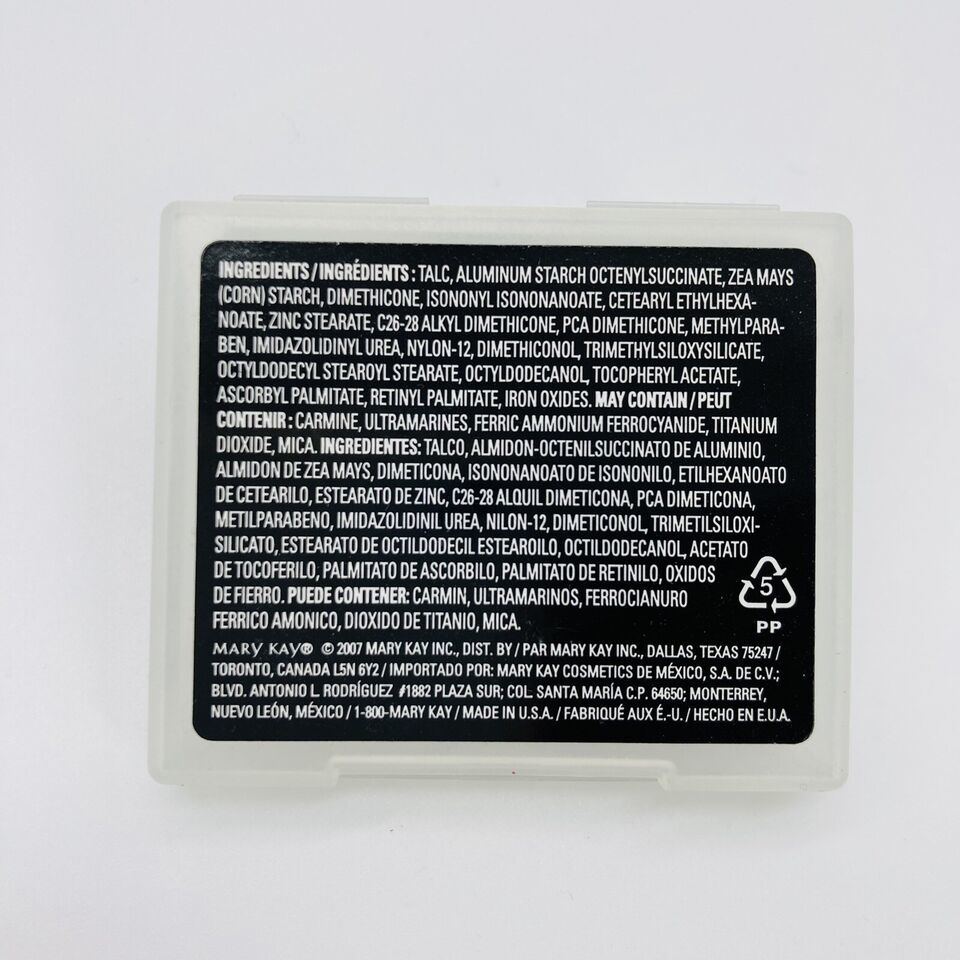 INGREDIENTS / INGRÉDIENTS : TALC, ALUMINUM STARCH OCTENYLSUCCINATE, ZEA MAYS
(CORN) STARCH, DIMETHICONE, ISONONYL ISONONANOATE, CETEARYL ETHYLHEXA-
NOATE, ZINC STEARATE, C26-28 ALKYL DIMETHICONE, PCA DIMETHICONE, METHYLPARA-
BEN, IMIDAZOLIDINYL UREA, NYLON-12, DIMETHICONOL, TRIMETHYLSILOXYSILICATE,
OCTYLDODECYL STEAROYL STEARATE, OCTYLDODECANOL, TOCOPHERYL ACETATE,
ASCORBYL PALMITATE, RETINYL PALMITATE, IRON OXIDES. MAY CONTAIN / PEUT
CONTENIR : CARMINE, ULTRAMARINES, FERRIC AMMONIUM FERROCYANIDE, TITANIUM
DIOXIDE, MICA. INGREDIENTES: TALCO, ALMIDON-OCTENILSUCCINATO DE ALUMINIO,
ALMIDON DE ZEA MAYS, DIMETICONA, ISONONANOATO DE ISONONILO, ETILHEXANOATO
DE CETEARILO, ESTEARATO DE ZINC, C26-28 ALQUIL DIMETICONA, PCA DIMETICONA,
METILPARABENO, IMIDAZOLIDINIL UREA, NILON-12, DIMETICONOL, TRIMETILSILOXI-
SILICATO, ESTEARATO DE OCTILDODECIL ESTEAROILO, OCTILDODECANOL, ACETATO
DE TOCOFERILO, PALMITATO DE ASCORBILO, PALMITATO DE RETINILO, OXIDOS
DE FIERRO. PUEDE CONTENER: CARMIN, ULTRAMARINOS, FERROCIANURO
FERRICO AMONICO, DIOXIDO DE TITANIO, MICA.
5
PP
MARY KAY® © 2007 MARY KAY INC., DIST. BY / PAR MARY KAY INC., DALLAS, TEXAS 75247 /
TORONTO, CANADA L5N 6Y2 / IMPORTADO POR: MARY KAY COSMETICS DE MÉXICO, S.A. DE C.V.;
BLVD. ANTONIO L. RODRÍGUEZ #1882 PLAZA SUR; COL. SANTA MARÍA C.P. 64650; MONTERREY,
NUEVO LEÓN, MÉXICO / 1-800-MARY KAY / MADE IN U.S.A. / FABRIQUÉ AUX É.-U. / HECHO EN E.U.A.